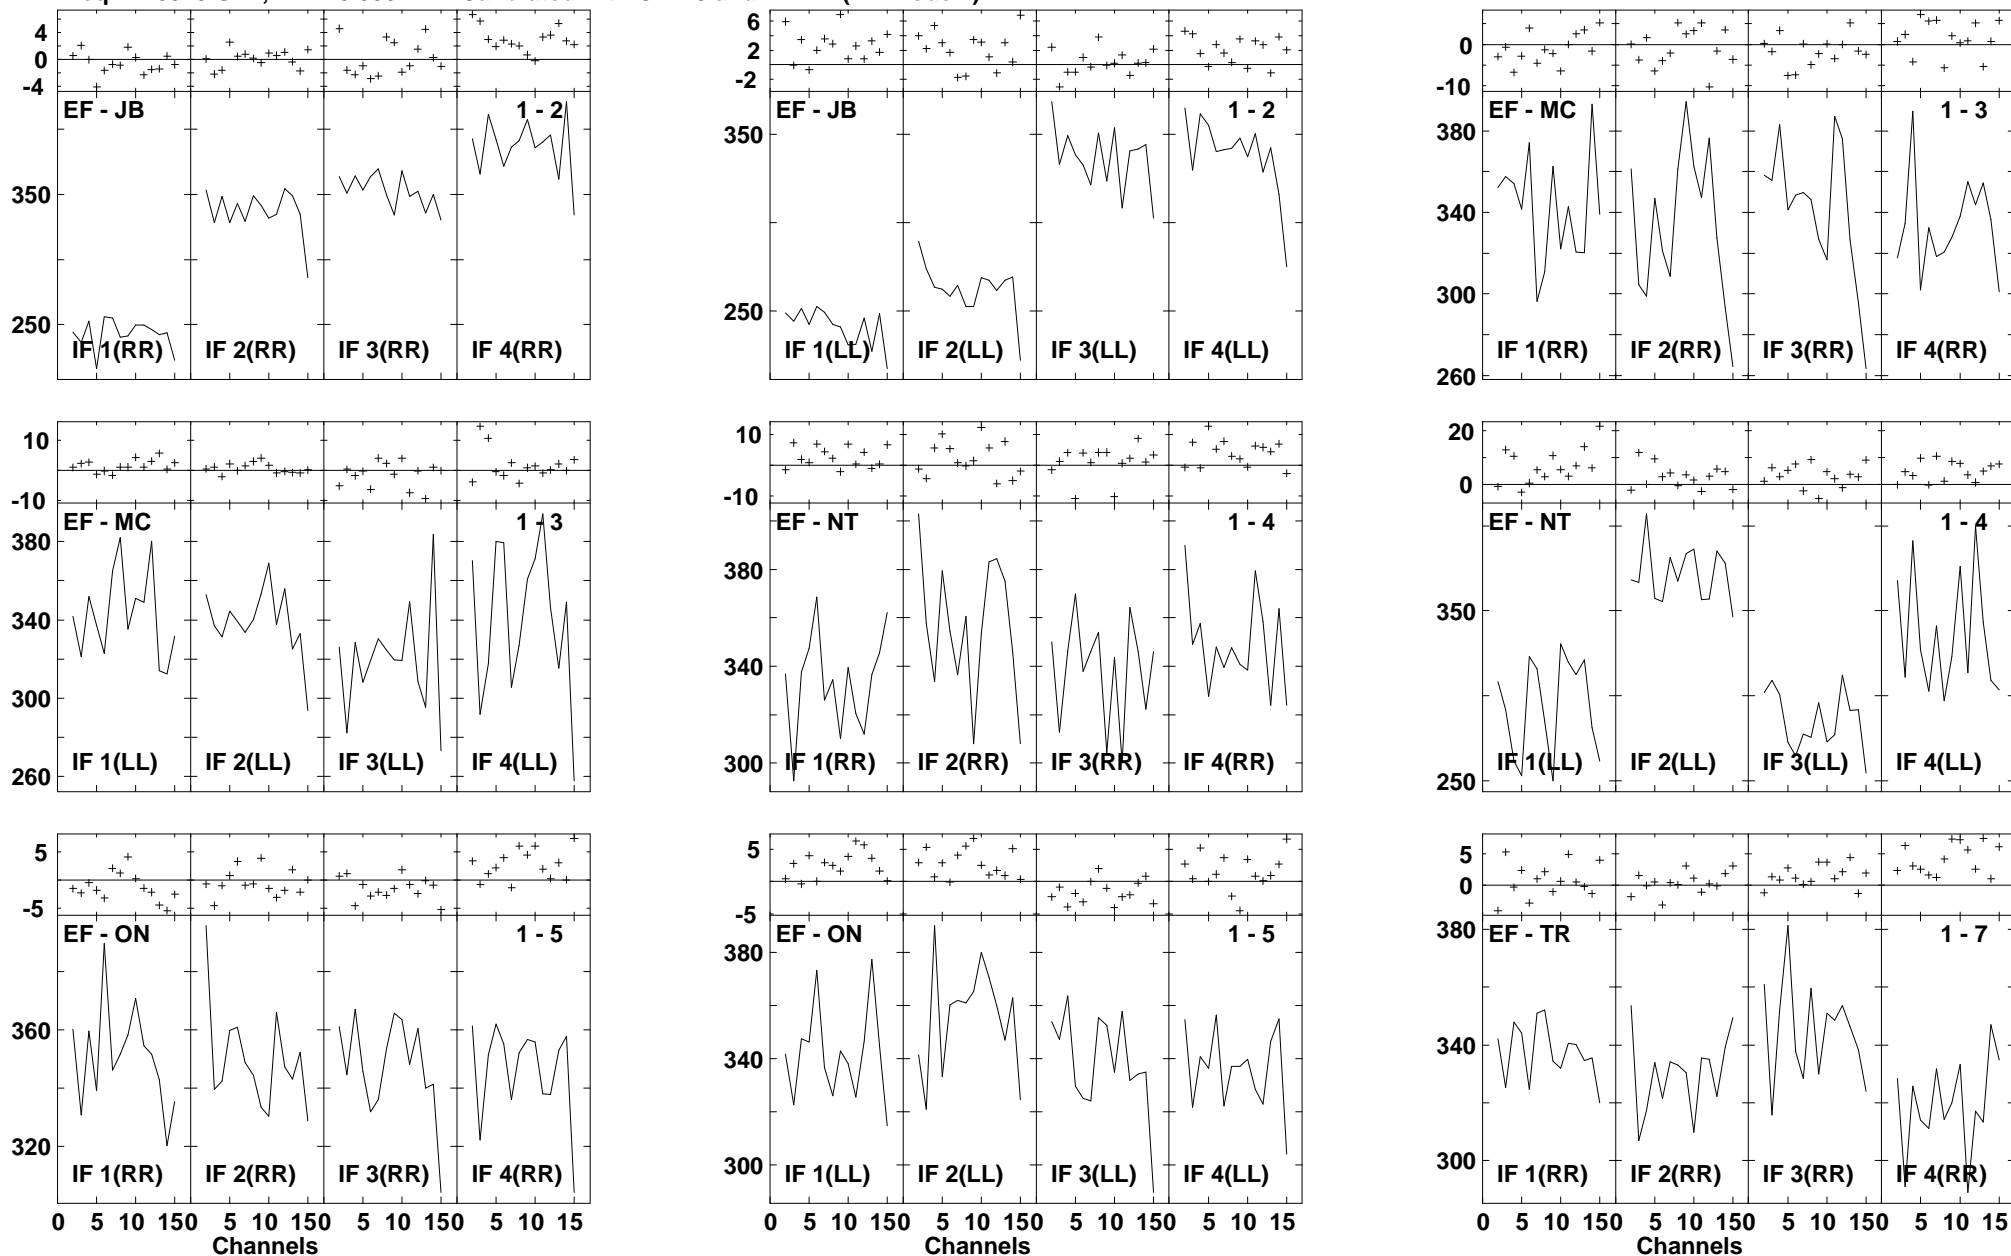 4 0 -4
EF - JB 1 - 2
350
250
IF 1(RR) IF 2(RR) IF 3(RR) IF 4(RR)
6 2 -2
EF - JB 1 - 2
350
250
IF 1(LL) IF 2(LL) IF 3(LL) IF 4(LL)
0 -10
EF - MC 1 - 3
380
340
300
260
IF 1(RR) IF 2(RR) IF 3(RR) IF 4(RR)
10 0 -10
EF - MC 1 - 3
380
340
300
260
IF 1(LL) IF 2(LL) IF 3(LL) IF 4(LL)
10 0 -10
EF - NT 1 - 4
380
340
300
IF 1(RR) IF 2(RR) IF 3(RR) IF 4(RR)
20 10 0
EF - NT 1 - 4
350
250
IF 1(LL) IF 2(LL) IF 3(LL) IF 4(LL)
5 0 -5
EF - ON 1 - 5
360
320
IF 1(RR) IF 2(RR) IF 3(RR) IF 4(RR)
0 5 10 150 5 10 150 5 10 150 5 10 15
Channels
5 0 -5
EF - ON 1 - 5
380
340
300
IF 1(LL) IF 2(LL) IF 3(LL) IF 4(LL)
0 5 10 150 5 10 150 5 10 150 5 10 15
Channels
5 0
EF - TR 1 - 7
380
340
300
IF 1(RR) IF 2(RR) IF 3(RR) IF 4(RR)
0 5 10 150 5 10 150 5 10 150 5 10 15
Channels